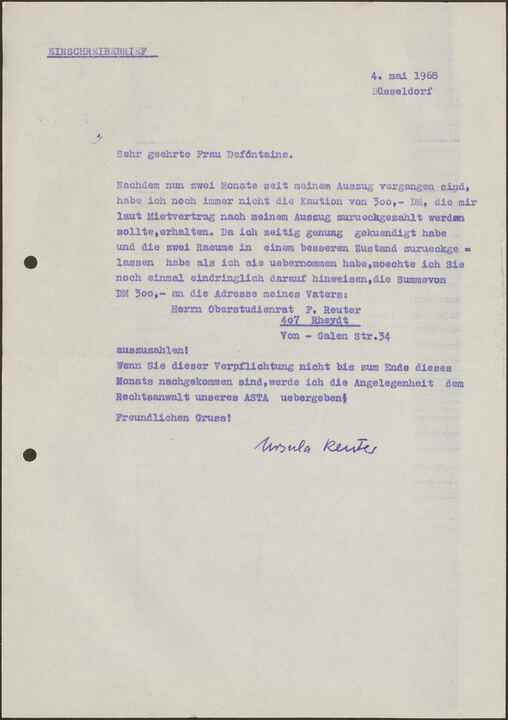 EINSCHREIBEBRIEF
4. mai 1968
Düsseldorf
Sehr geehrte Frau Defóntaine.
Nachdem nun zwei Monate seit meinem Auszug vergangen sind,
habe ich noch immer nicht die Kaution von 300,- DM, die mir
laut Mietvertrag nach meinem Auszug zurueckgezahlt werden
sollte,erhalten. Da ich zeitig genung gekuendigt habe
und die zwei Raeume in einem besseren Zustand zurueckge =
lassen habe als ich sie uebernommen habe,moechte ich Sie
noch einmal eindringlich darauf hinweisen,die Summevon
DM 300,- an die Adresse meines Vaters:
Herrn Oberstudienrat F. Reuter
407 Rheydt
Von - Galen Str.34
auszuzahlen!
Wenn Sie dieser Verpflichtung nicht bis zum Ende dieses
Monats nachgekommen sind,werde ich die Angelegenheit dem
Rechtsanwalt unseres ASTA uebergeben!
Freundlichen Gruss!
Ursula Reuter